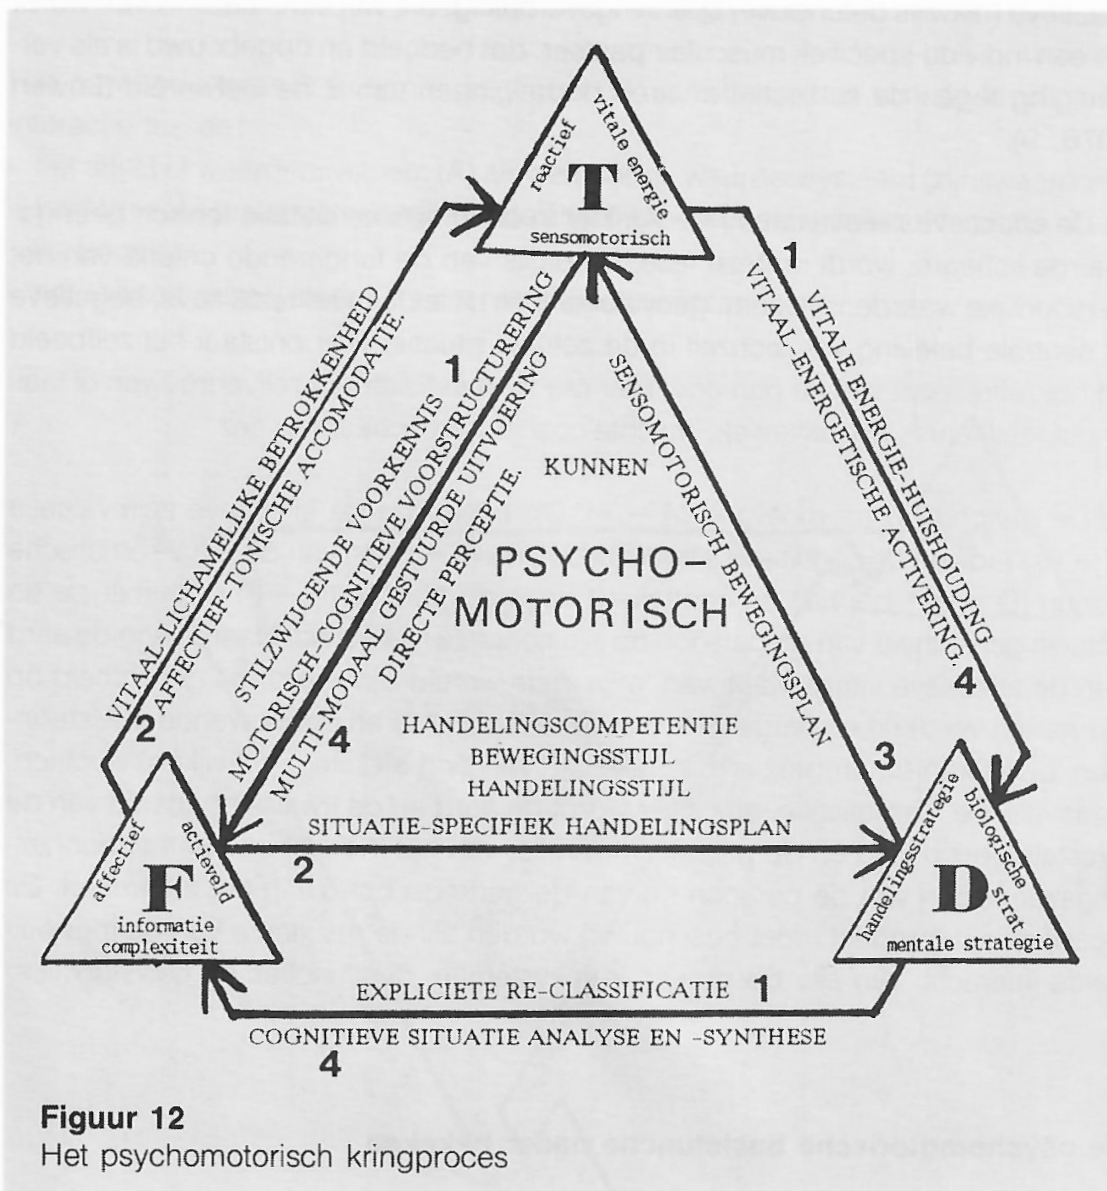 reactief
vitale energie
T
sensomotorisch
1
VITALE ENERGIE-HUISHOUDING
VITAAL ENERGETISCHE ACTIVERING.
4
VITAAL-LICHAMELIJKE BETROKKENHEID
AFFECTIEF-TONISCHE ACCOMODATIE.
2
1
STILZWIJGENDE VOORKENNIS
MOTORISCH-COGNITIEVE VOORSTRUCTURERING
MULTI-MODAAL GESTUURDE UITVOERING
DIRECTE PERCEPTIE.
4
SENSOMOTORISCH BEWEGINGSPLAN
3
KUNNEN
PSYCHO-
MOTORISCH
HANDELINGSCOMPETENTIE
BEWEGINGSSTIJL
HANDELINGSSTIJL
SITUATIE-SPECIFIEK HANDELINGSPLAN
2
affectief
actieveld
F
informatie
complexiteit
handelingsstrategie
biologische
strat
D
mentale strategie
EXPLICIETE RE-CLASSIFICATIE 1
COGNITIEVE SITUATIE ANALYSE EN -SYNTHESE
4
Figuur 12
Het psychomotorisch kringproces